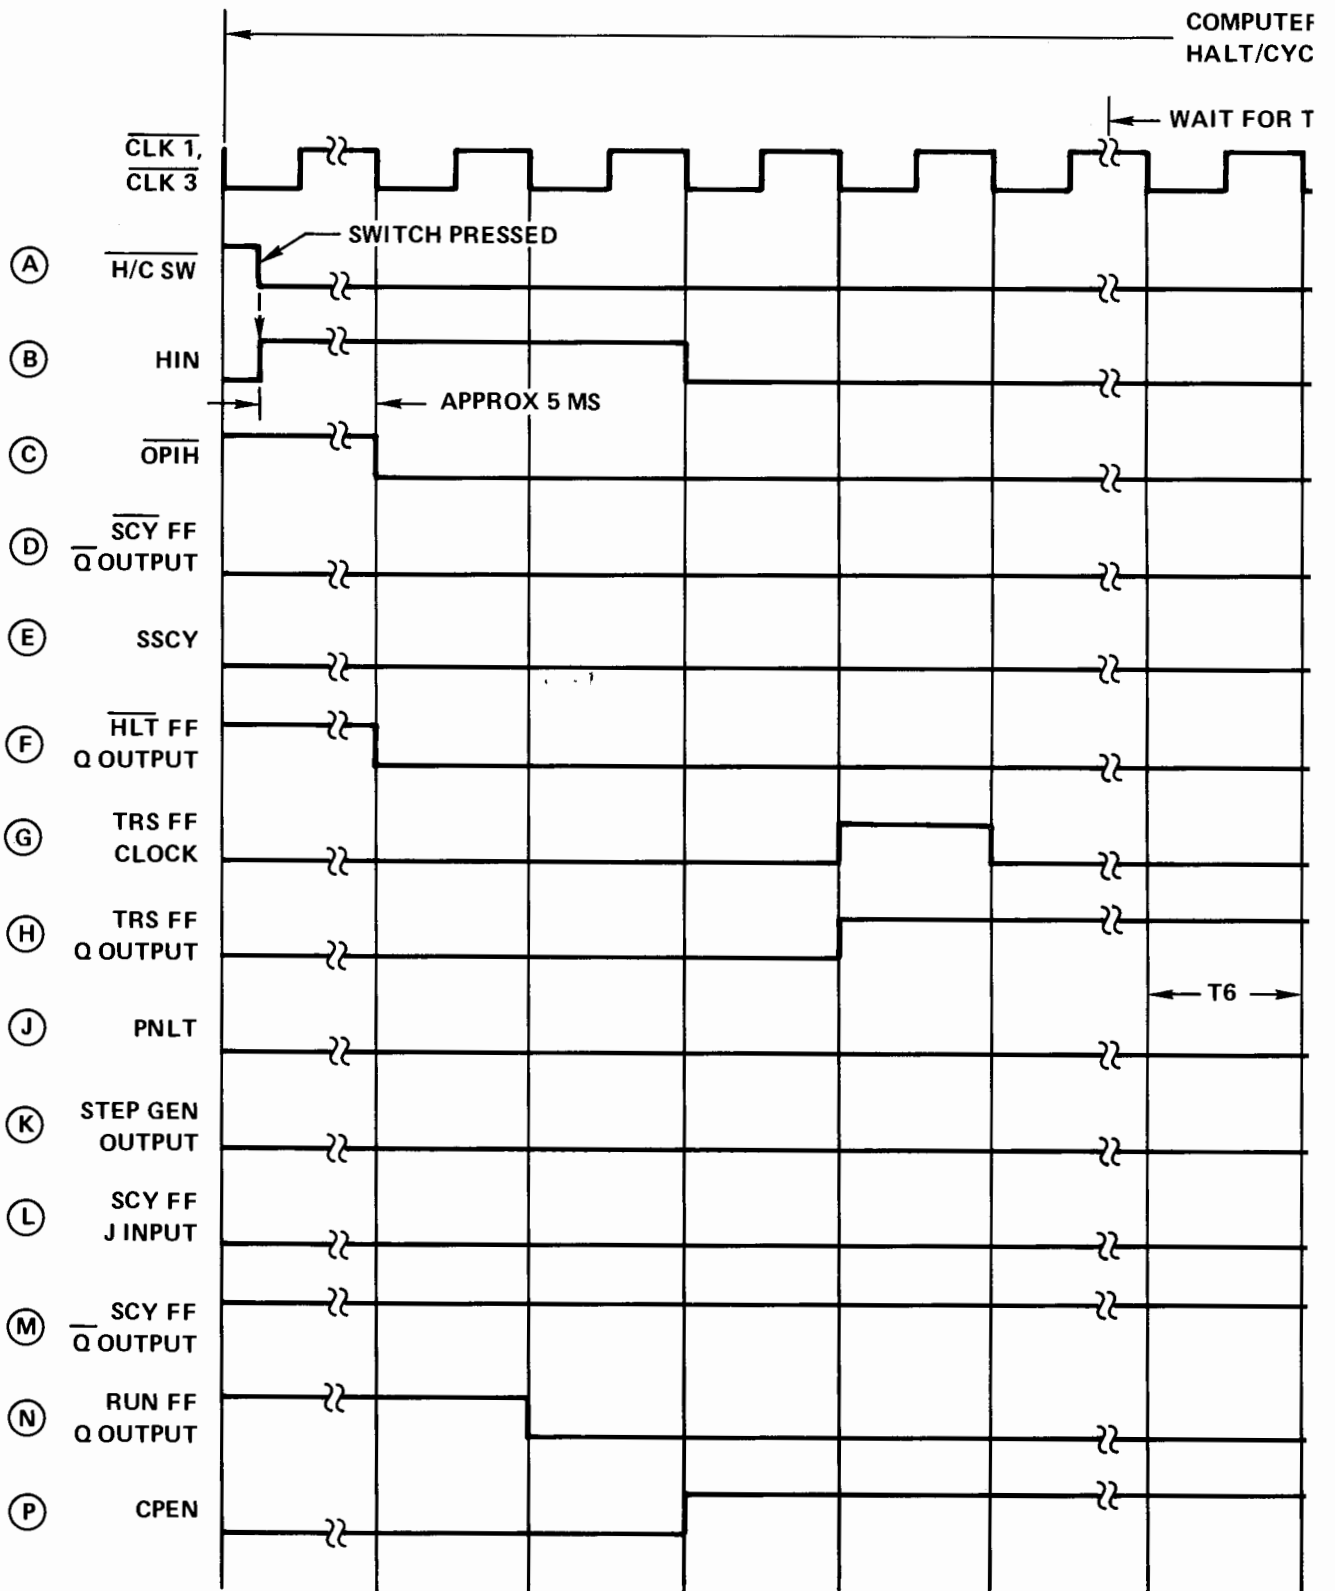 COMPUTER
HALT/CYC
WAIT FOR T
CLK 1,
CLK 3
SWITCH PRESSED
A H/C SW
B HIN
APPROX 5 MS
C OPIH
D SCY FF
Q OUTPUT
E SSCY
F HLT FF
Q OUTPUT
G TRS FF
CLOCK
H TRS FF
Q OUTPUT
T6
J PNLT
K STEP GEN
OUTPUT
L SCY FF
J INPUT
M SCY FF
Q OUTPUT
N RUN FF
Q OUTPUT
P CPEN